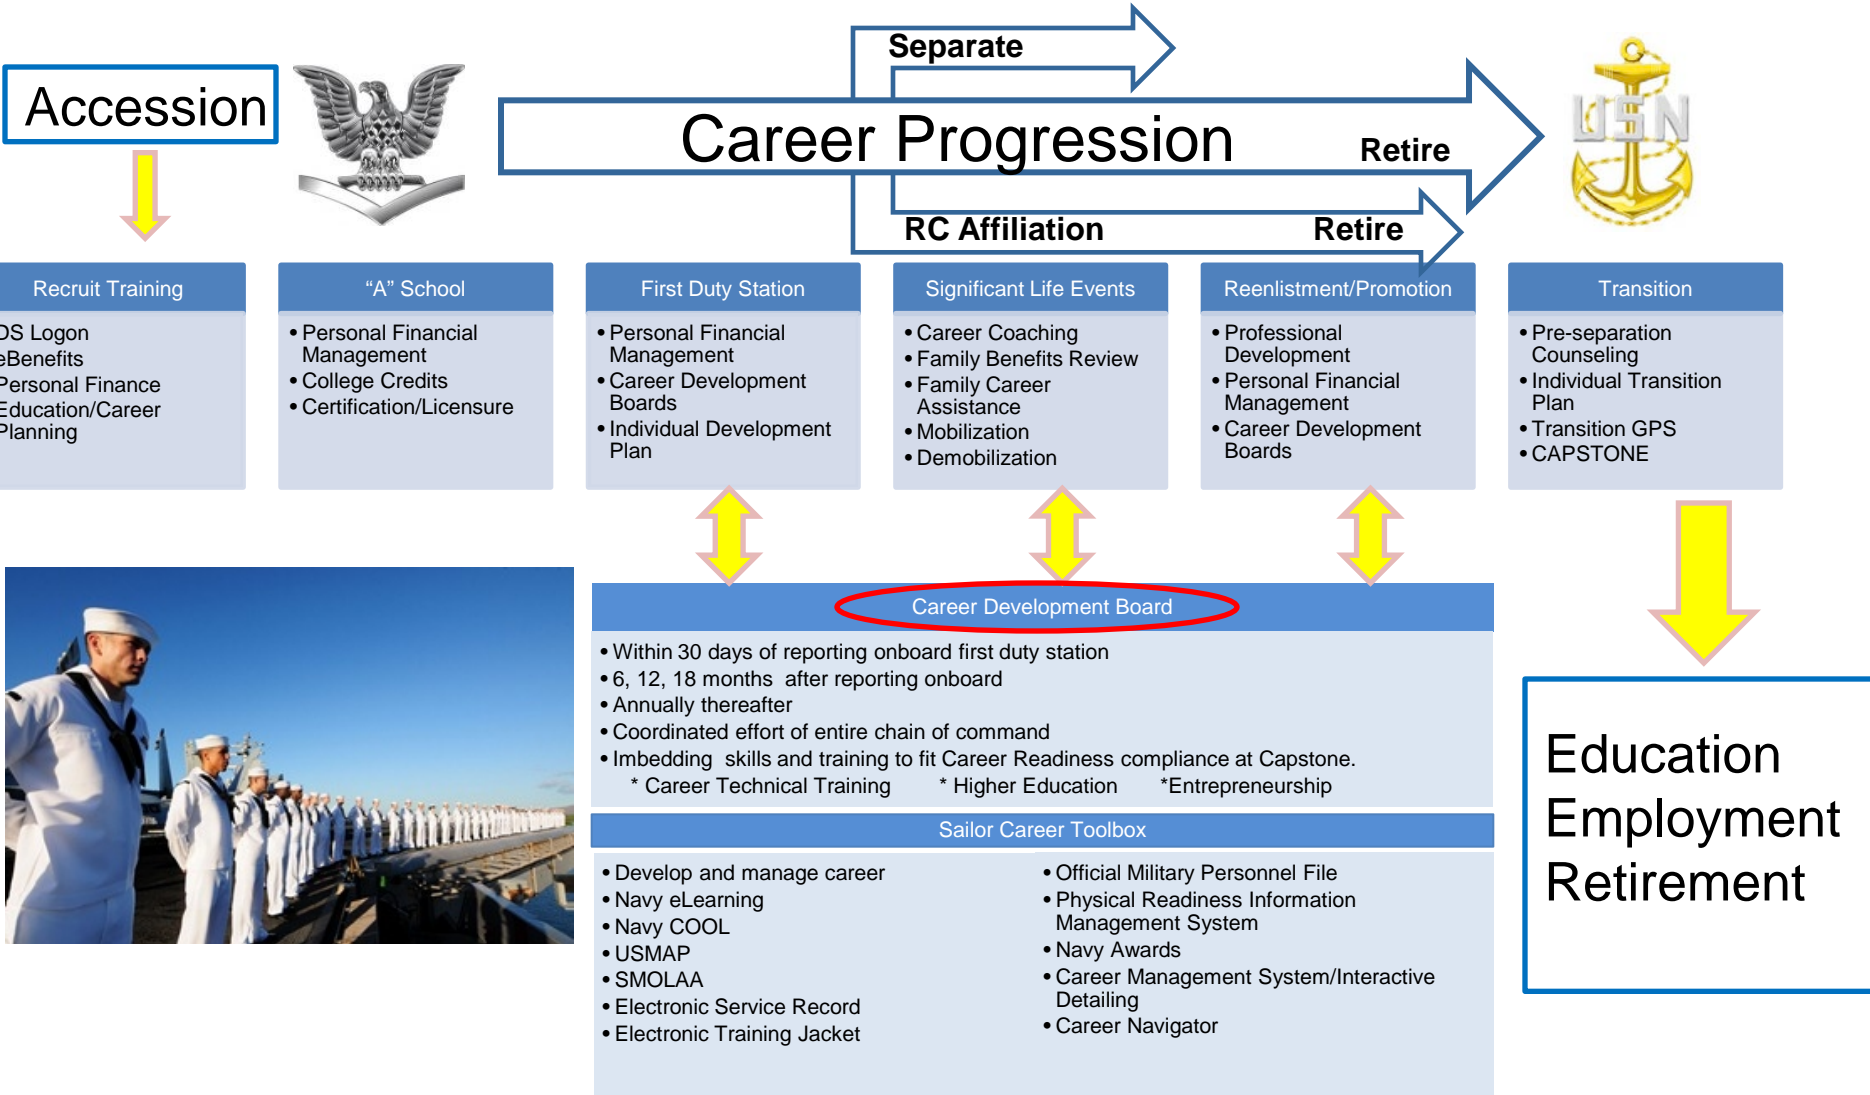 Separate
Accession
Career Progression
Retire
USN
RC Affiliation
Retire
Recruit Training
DS Logon
eBenefits
Personal Finance
Education/Career
Planning
“A” School
• Personal Financial
Management
• College Credits
• Certification/Licensure
First Duty Station
• Personal Financial
Management
• Career Development
Boards
• Individual Development
Plan
Significant Life Events
• Career Coaching
• Family Benefits Review
• Family Career
Assistance
• Mobilization
• Demobilization
Reenlistment/Promotion
• Professional
Development
• Personal Financial
Management
• Career Development
Boards
Transition
• Pre-separation
Counseling
• Individual Transition
Plan
• Transition GPS
• CAPSTONE
Career Development Board
• Within 30 days of reporting onboard first duty station
• 6, 12, 18 months after reporting onboard
• Annually thereafter
• Coordinated effort of entire chain of command
• Imbedding skills and training to fit Career Readiness compliance at Capstone.
* Career Technical Training * Higher Education *Entrepreneurship
Sailor Career Toolbox
• Develop and manage career
• Navy eLearning
• Navy COOL
• USMAP
• SMOLAA
• Electronic Service Record
• Electronic Training Jacket
• Official Military Personnel File
• Physical Readiness Information
Management System
• Navy Awards
• Career Management System/Interactive
Detailing
• Career Navigator
Education
Employment
Retirement